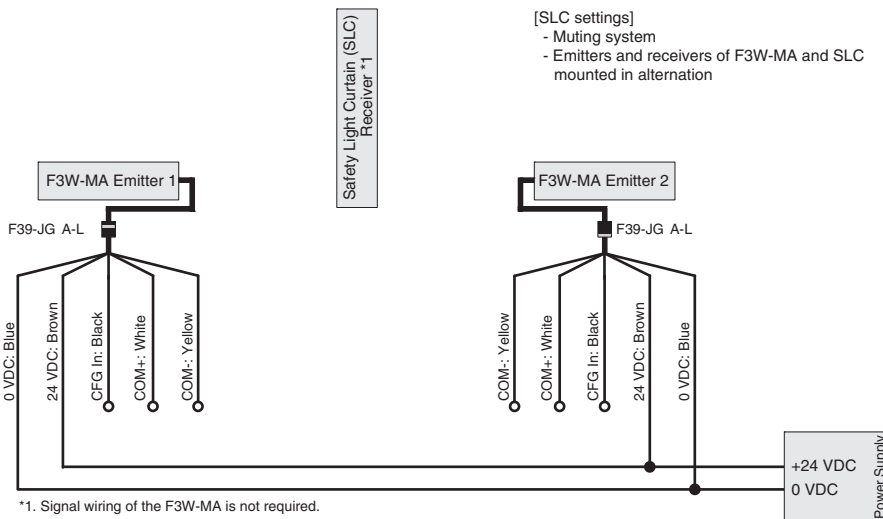 [SLC settings]
- Muting system
- Emitters and receivers of F3W-MA and SLC
mounted in alternation
Safety Light Curtain (SLC)
Receiver *1
F3W-MA Emitter 1
F3W-MA Emitter 2
F39-JG A-L
F39-JG A-L
0 VDC: Blue
24 VDC: Brown
CFG In: Black
COM+: White
COM-: Yellow
COM-: Yellow
COM+: White
CFG In: Black
24 VDC: Brown
0 VDC: Blue
+24 VDC
0 VDC
Power Supply
*1. Signal wiring of the F3W-MA is not required.